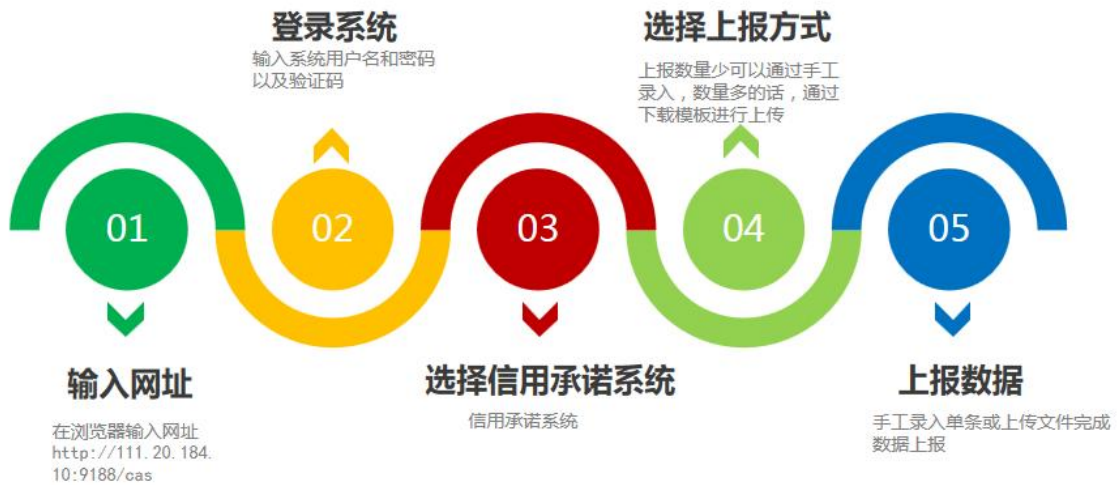 登录系统
输入系统用户名和密码
以及验证码
选择上报方式
上报数量少可以通过手工
录入，数量多的话，通过
下载模板进行上传
01
02
03
04
05
输入网址
在浏览器输入网址
http://111.20.184.
10:9188/cas
选择信用承诺系统
信用承诺系统
上报数据
手工录入单条或上传文件完成
数据上报